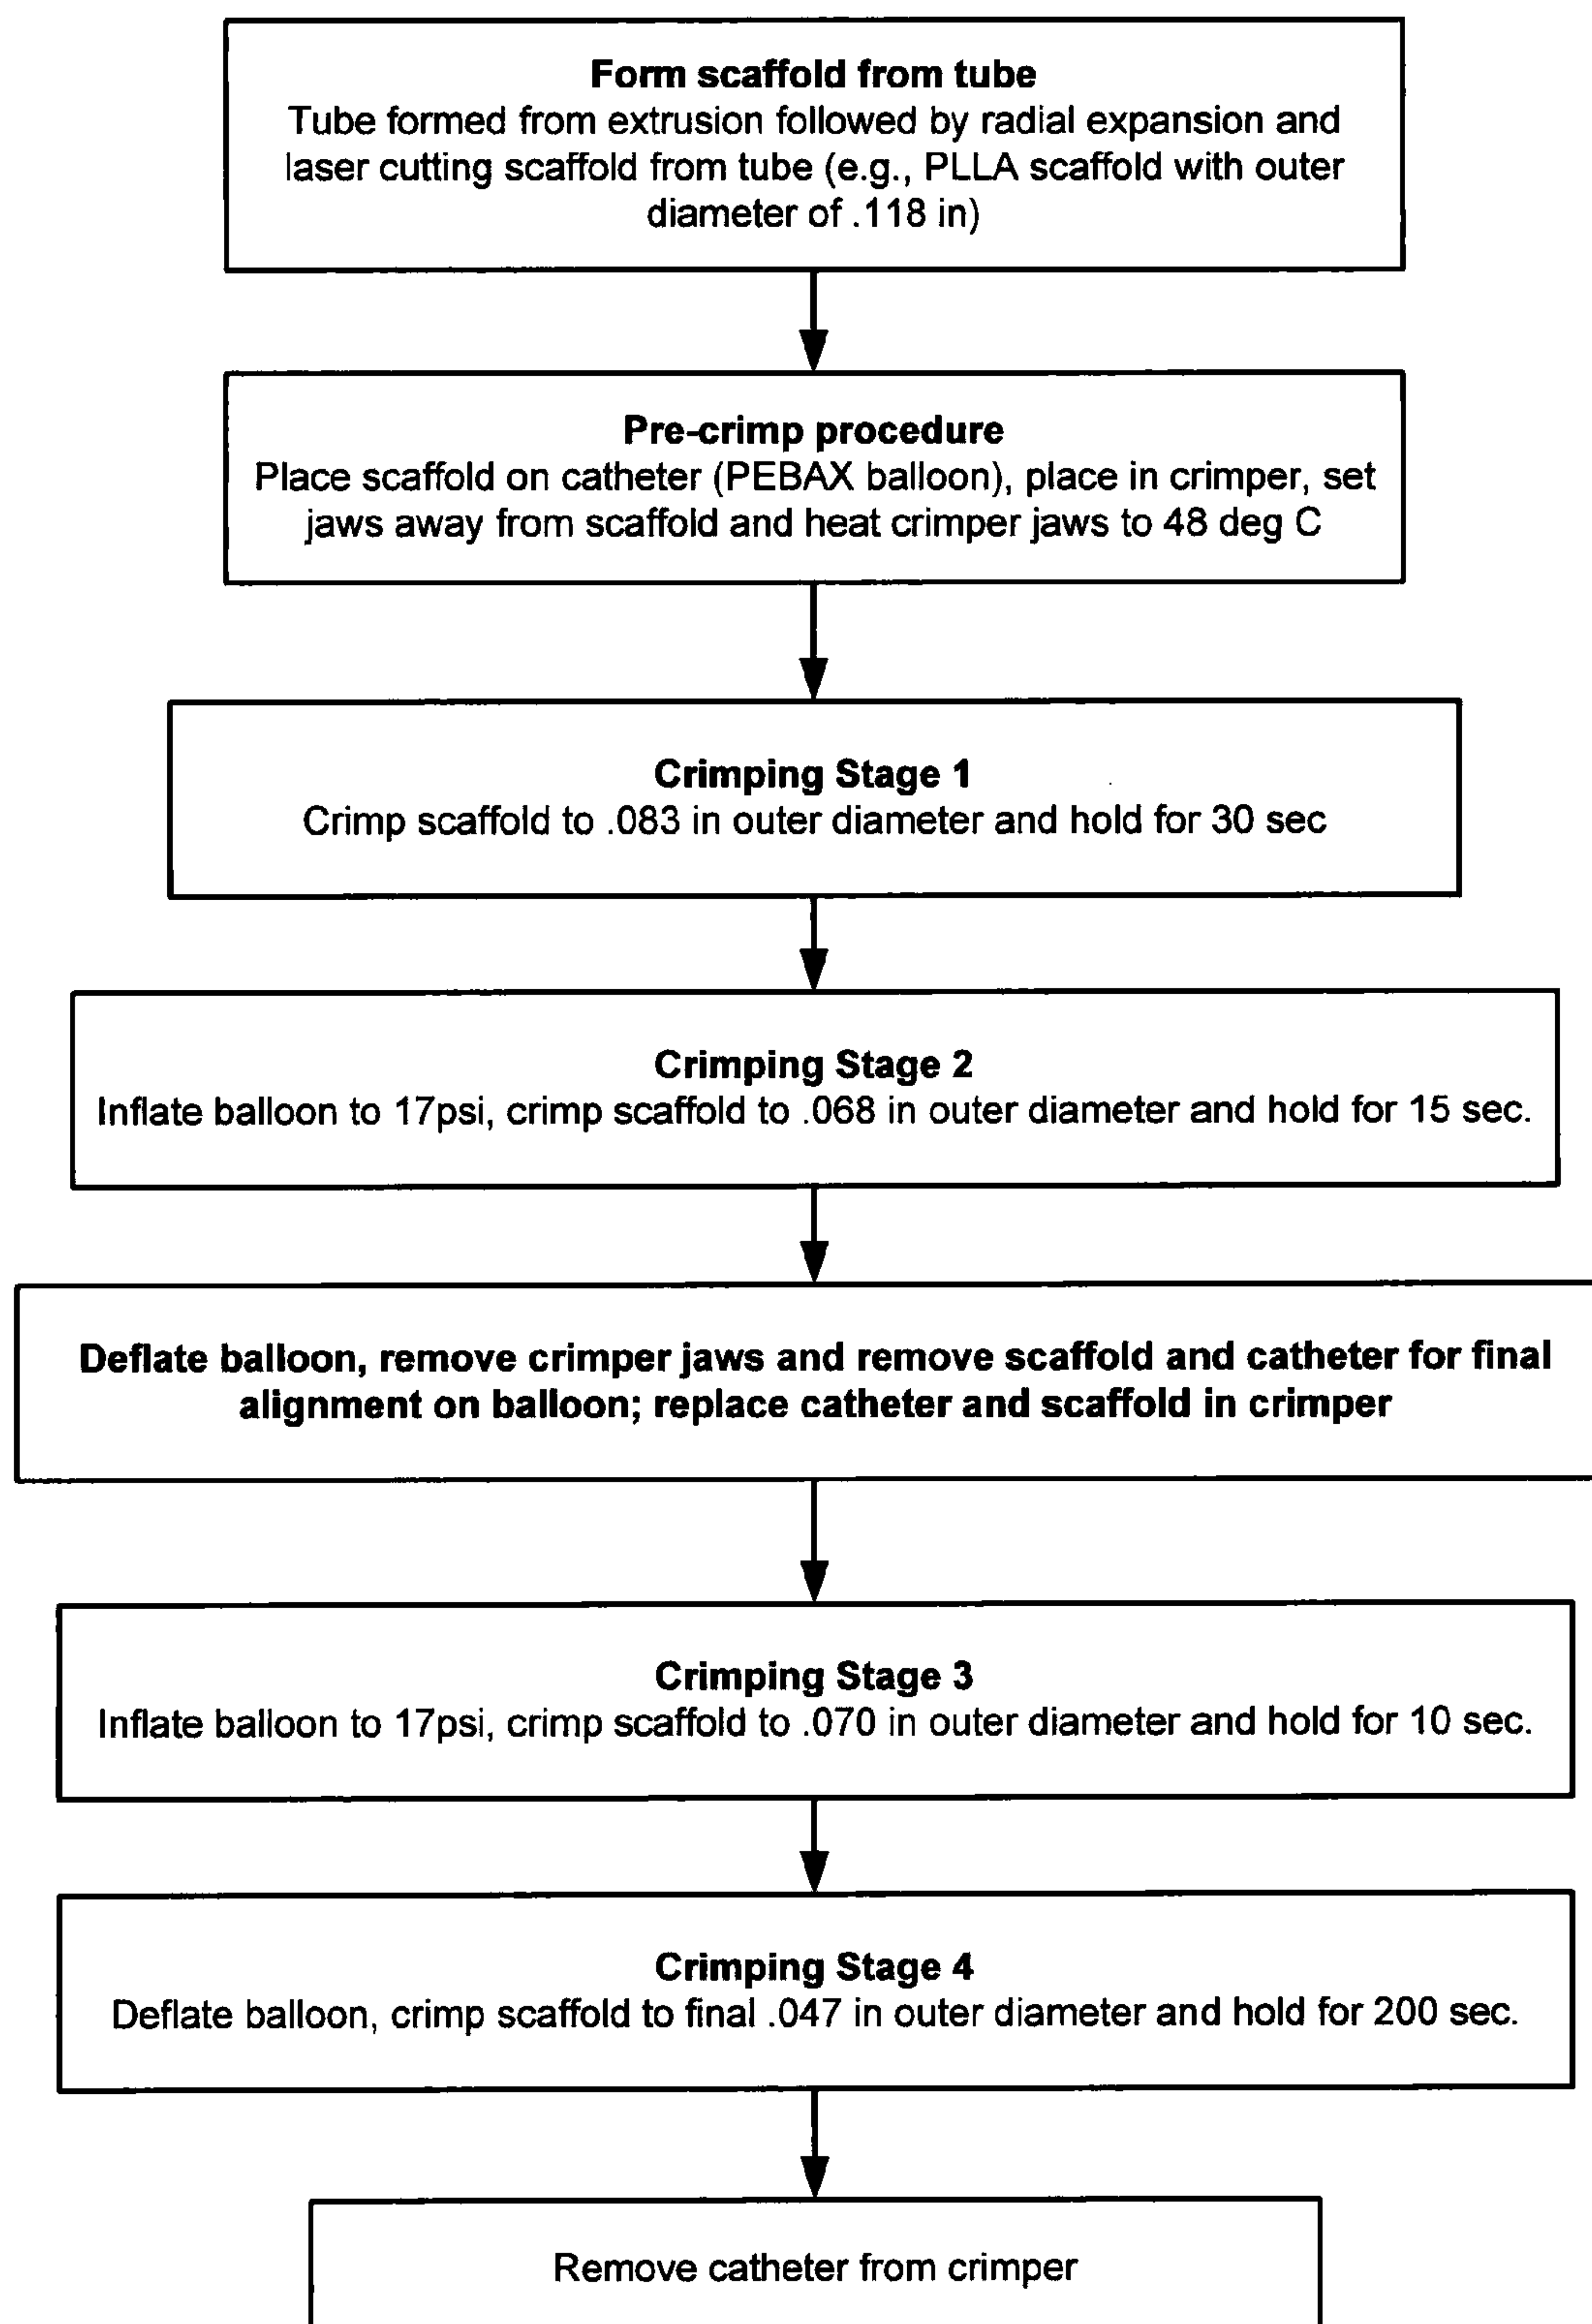 Form scaffold from tube
Tube formed from extrusion followed by radial expansion and
laser cutting scaffold from tube (e.g., PLLA scaffold with outer
diameter of .118 in)
Pre-crimp procedure
Place scaffold on catheter (PEBAX balloon), place in crimper, set
jaws away from scaffold and heat crimper jaws to 48 deg C
Crimping Stage 1
Crimp scaffold to .083 in outer diameter and hold for 30 sec
Crimping Stage 2
Inflate balloon to 17psi, crimp scaffold to .068 in outer diameter and hold for 15 sec.
Deflate balloon, remove crimper jaws and remove scaffold and catheter for final
alignment on balloon; replace catheter and scaffold in crimper
Crimping Stage 3
Inflate balloon to 17psi, crimp scaffold to .070 in outer diameter and hold for 10 sec.
Crimping Stage 4
Deflate balloon, crimp scaffold to final .047 in outer diameter and hold for 200 sec.
Remove catheter from crimper